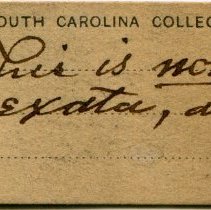 OUTH CAROLINA COLLEG
This is no
exata, a